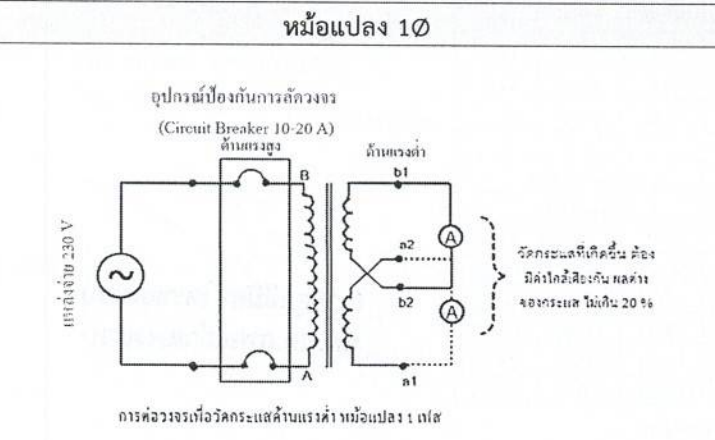 หม้อแปลง 1Ø
อุปกรณ์ป้องกันการลัดวงจร
(Circuit Breaker 10-20 A)
ด้านแรงสูง
ด้านแรงต่ำ
B
b1
A
a2
วัดกระแสที่เกิดขึ้น ต้อง
มีค่าใกล้เคียงกัน ผลต่าง
ของกระแส ไม่เกิน 20 %
แหล่งจ่าย 230 V
b2
A
A
a1
การต่อวงจรเพื่อวัดกระแสด้านแรงต่ำ หม้อแปลง 1 เฟส